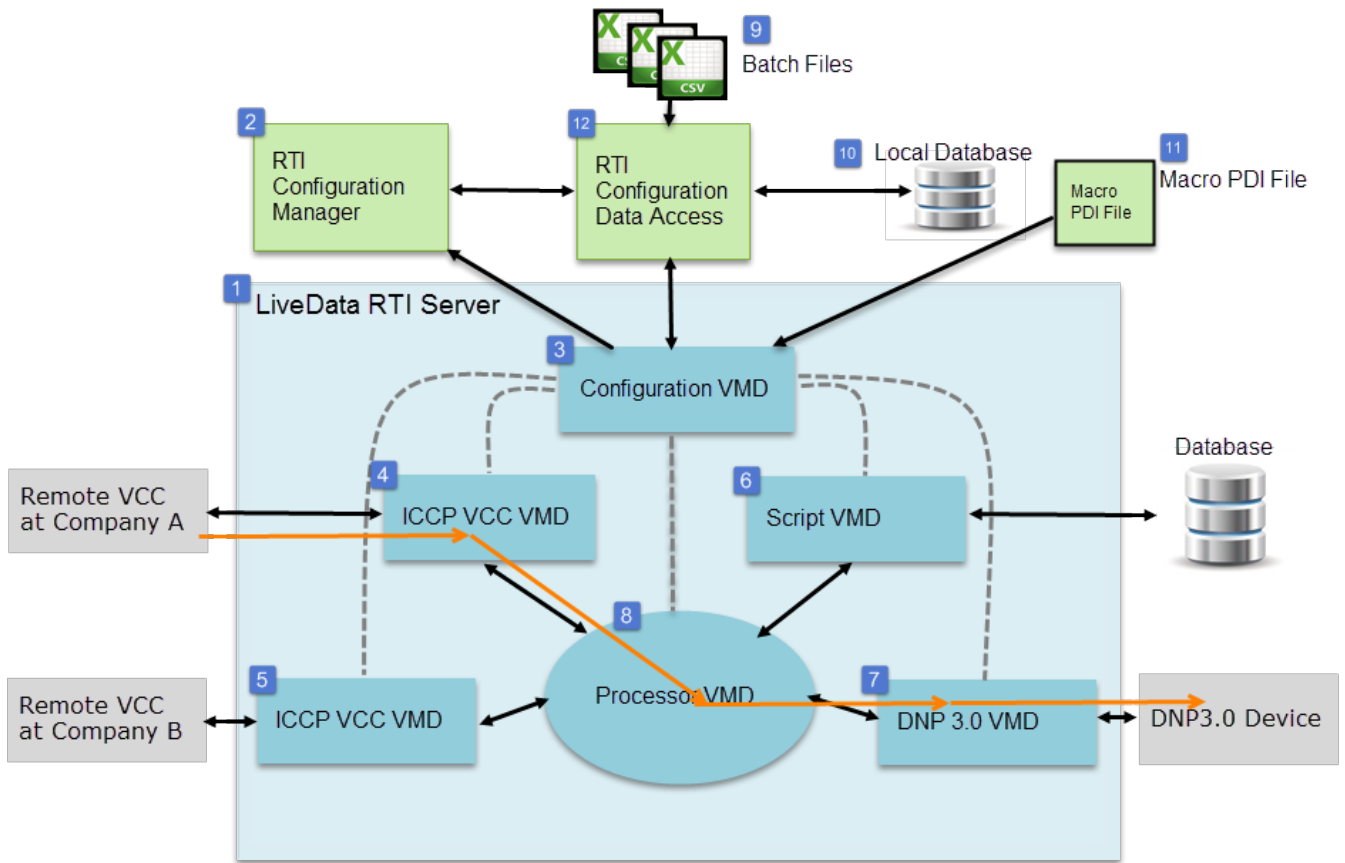 9
Batch Files
CSV
2
RTI
Configuration
Manager
12
RTI
Configuration
Data Access
10
Local Database
11
Macro PDI File
Macro
PDI File
1
LiveData RTI Server
3
Configuration VMD
Database
Remote VCC
at Company A
4
ICCP VCC VMD
6
Script VMD
8
Processor VMD
Remote VCC
at Company B
5
ICCP VCC VMD
7
DNP 3.0 VMD
DNP3.0 Device